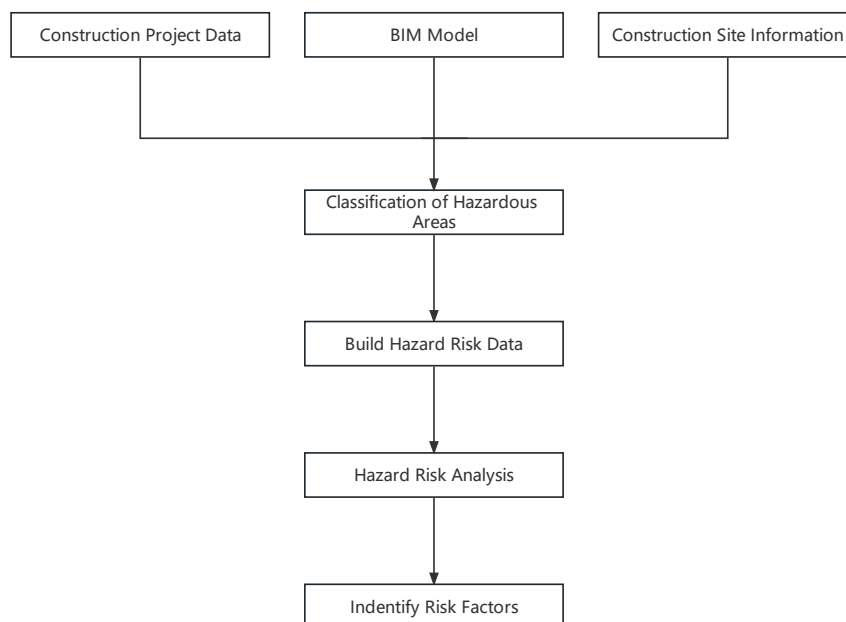 Construction Project Data
BIM Model
Construction Site Information
Classification of Hazardous
Areas
Build Hazard Risk Data
Hazard Risk Analysis
Indentify Risk Factors